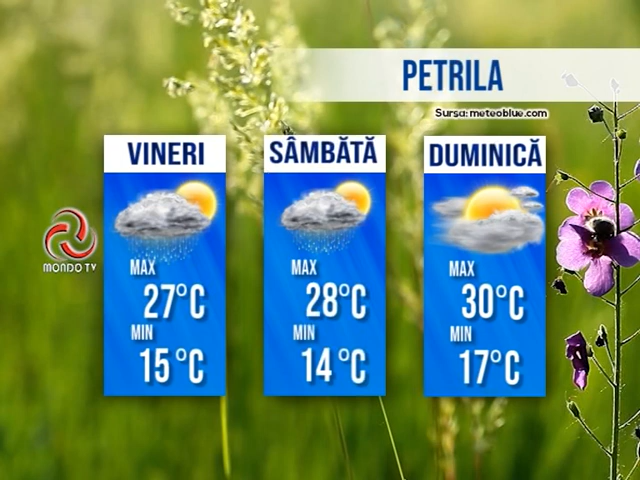 PETRILA
Sursa: meteoblue.com
VINERI
MAX
27°C
MIN
15°C
SÂMBĂTĂ
MAX
28°C
MIN
14°C
DUMINICĂ
MAX
30°C
MIN
17°C
MONDO TV